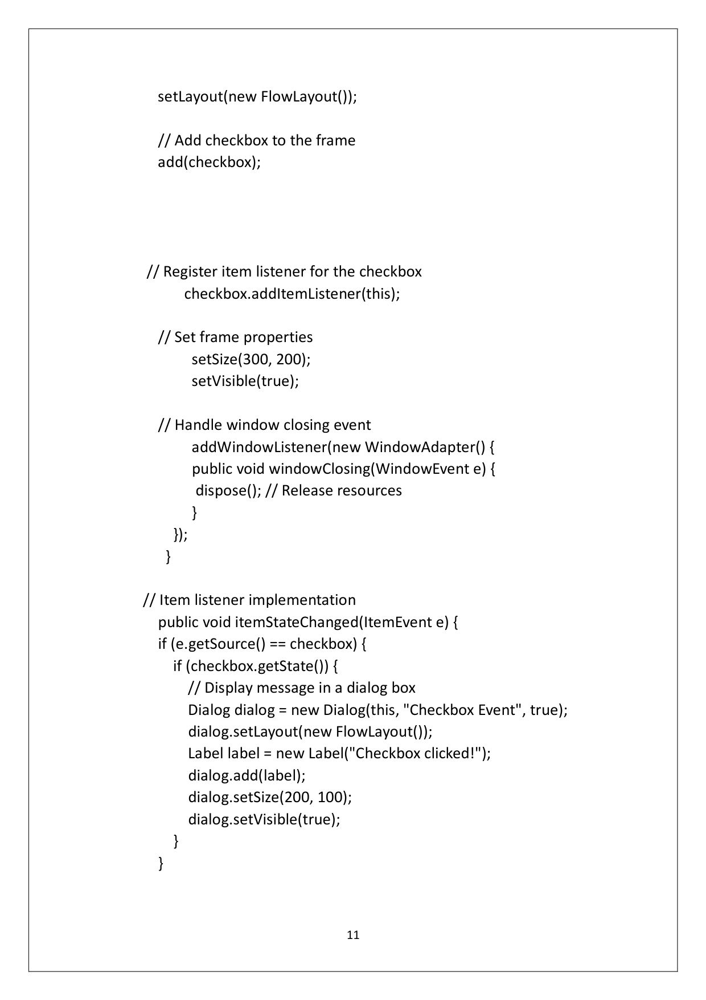 setLayout(new FlowLayout());
// Add checkbox to the frame
add(checkbox);
// Register item listener for the checkbox
checkbox.addItemListener(this);
// Set frame properties
setSize(300, 200);
setVisible(true);
// Handle window closing event
addWindowListener(new WindowAdapter() {
public void windowClosing(WindowEvent e) {
dispose(); // Release resources
}
});
}
// Item listener implementation
public void itemStateChanged(ItemEvent e) {
if (e.getSource() == checkbox) {
if (checkbox.getState()) {
// Display message in a dialog box
Dialog dialog = new Dialog(this, "Checkbox Event", true);
dialog.setLayout(new FlowLayout());
Label label = new Label("Checkbox clicked!");
dialog.add(label);
dialog.setSize(200, 100);
dialog.setVisible(true);
}
}
11